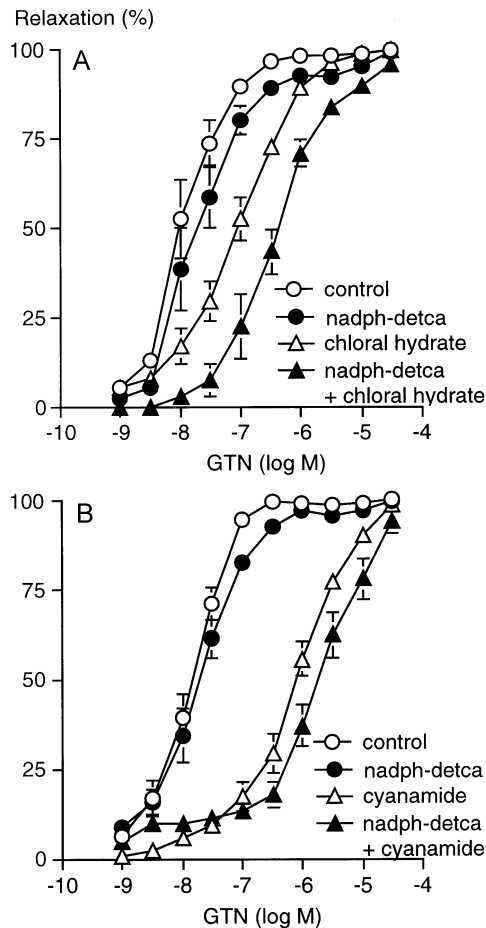 Relaxation (%)
A
100
75
50
25
0
control
nadph-detca
chloral hydrate
nadph-detca
+ chloral hydrate
-10 -9 -8 -7 -6 -5 -4
GTN (log M)
B
100
75
50
25
0
control
nadph-detca
cyanamide
nadph-detca
+ cyanamide
-10 -9 -8 -7 -6 -5 -4
GTN (log M)